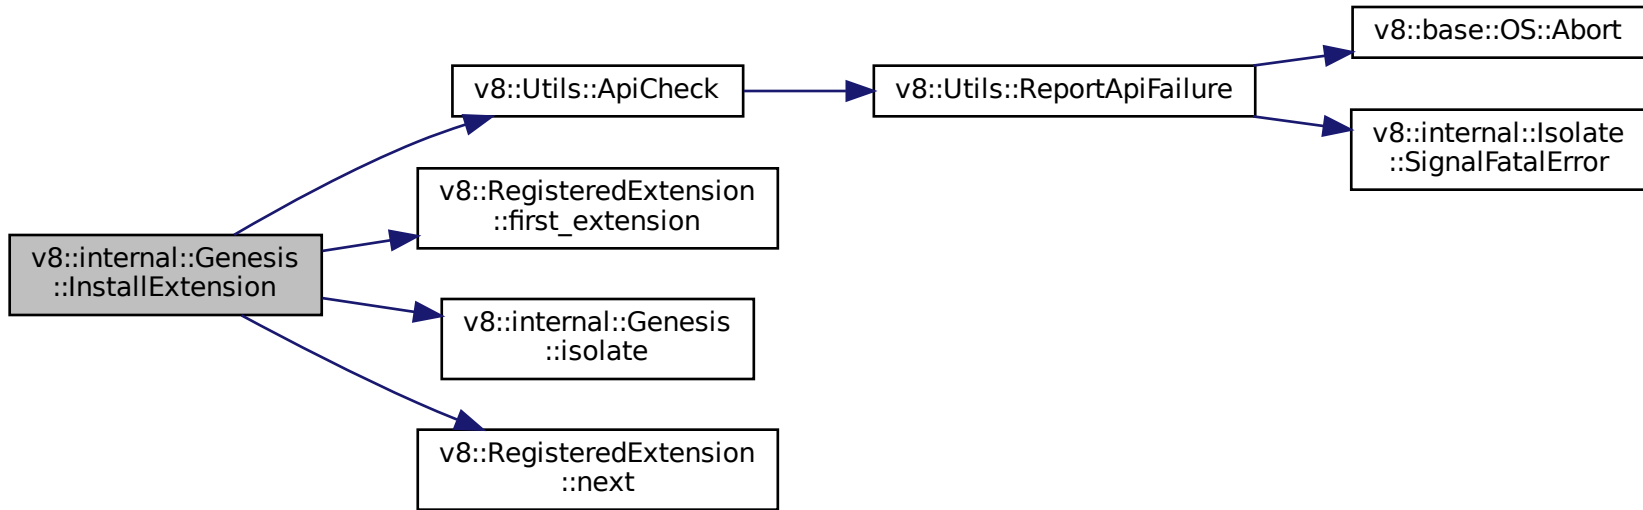 v8::internal::Genesis
::InstallExtension
v8::Utils::ApiCheck
v8::RegisteredExtension
::first_extension
v8::internal::Genesis
::isolate
v8::RegisteredExtension
::next
v8::Utils::ReportApiFailure
v8::base::OS::Abort
v8::internal::Isolate
::SignalFatalError